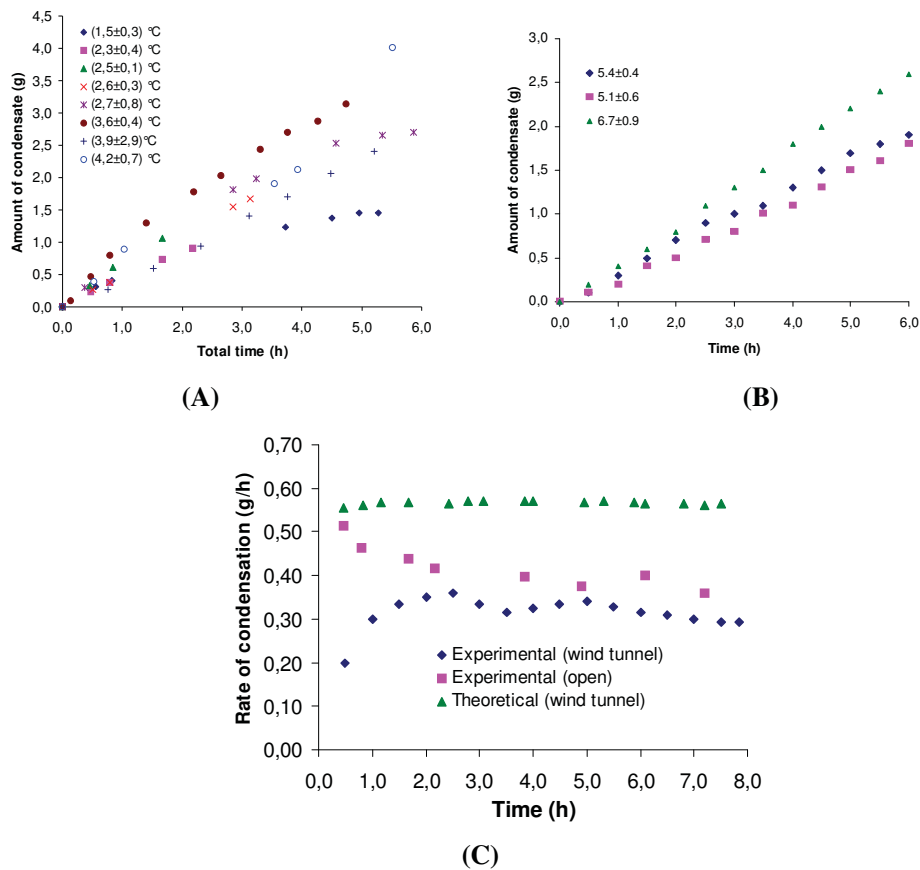 4,5
4,0
3,5
3,0
2,5
2,0
1,5
1,0
0,5
0,0
Amount of condensate (g)
(1,5±0,3) °C
(2,3±0,4) °C
(2,5±0,1) °C
(2,6±0,3) °C
(2,7±0,8) °C
(3,6±0,4) °C
(3,9±2,9)°C
(4,2±0,7) °C
0,0 1,0 2,0 3,0 4,0 5,0 6,0
Total time (h)
(A)
3,0
2,5
2,0
1,5
1,0
0,5
0,0
Amount of condensate (g)
5.4±0.4
5.1±0.6
6.7±0.9
0,0 1,0 2,0 3,0 4,0 5,0 6,0
Time (h)
(B)
0,70
0,60
0,50
0,40
0,30
0,20
0,10
0,00
Rate of condensation (g/h)
Experimental (wind tunnel)
Experimental (open)
Theoretical (wind tunnel)
0,0 1,0 2,0 3,0 4,0 5,0 6,0 7,0 8,0
Time (h)
(C)